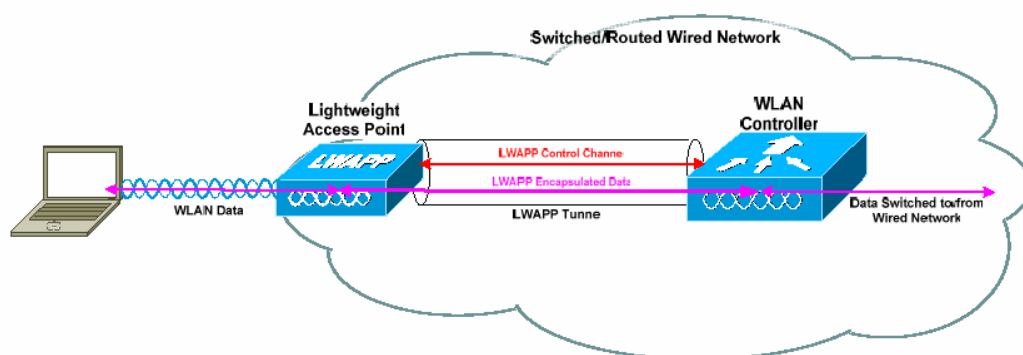 Switched/Routed Wired Network
Lightweight
Access Point
WLAN
Controller
LWAPP
LWAPP Control Channe
LWAPP Encapsulated Data
WLAN Data
LWAPP Tunne
Data Switched to/from
Wired Network